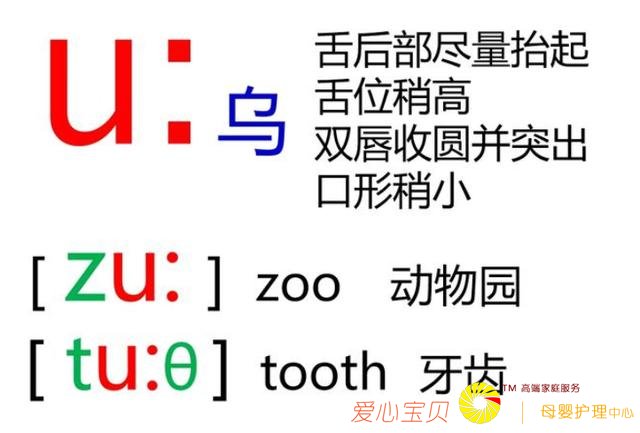 u: 乌
舌后部尽量抬起
舌位稍高
双唇收圆并突出
口形稍小
[ zu: ] zoo 动物园
[ tu:θ ] tooth 牙齿
爱心宝贝 TM 高端家庭服务 | 母婴护理中心